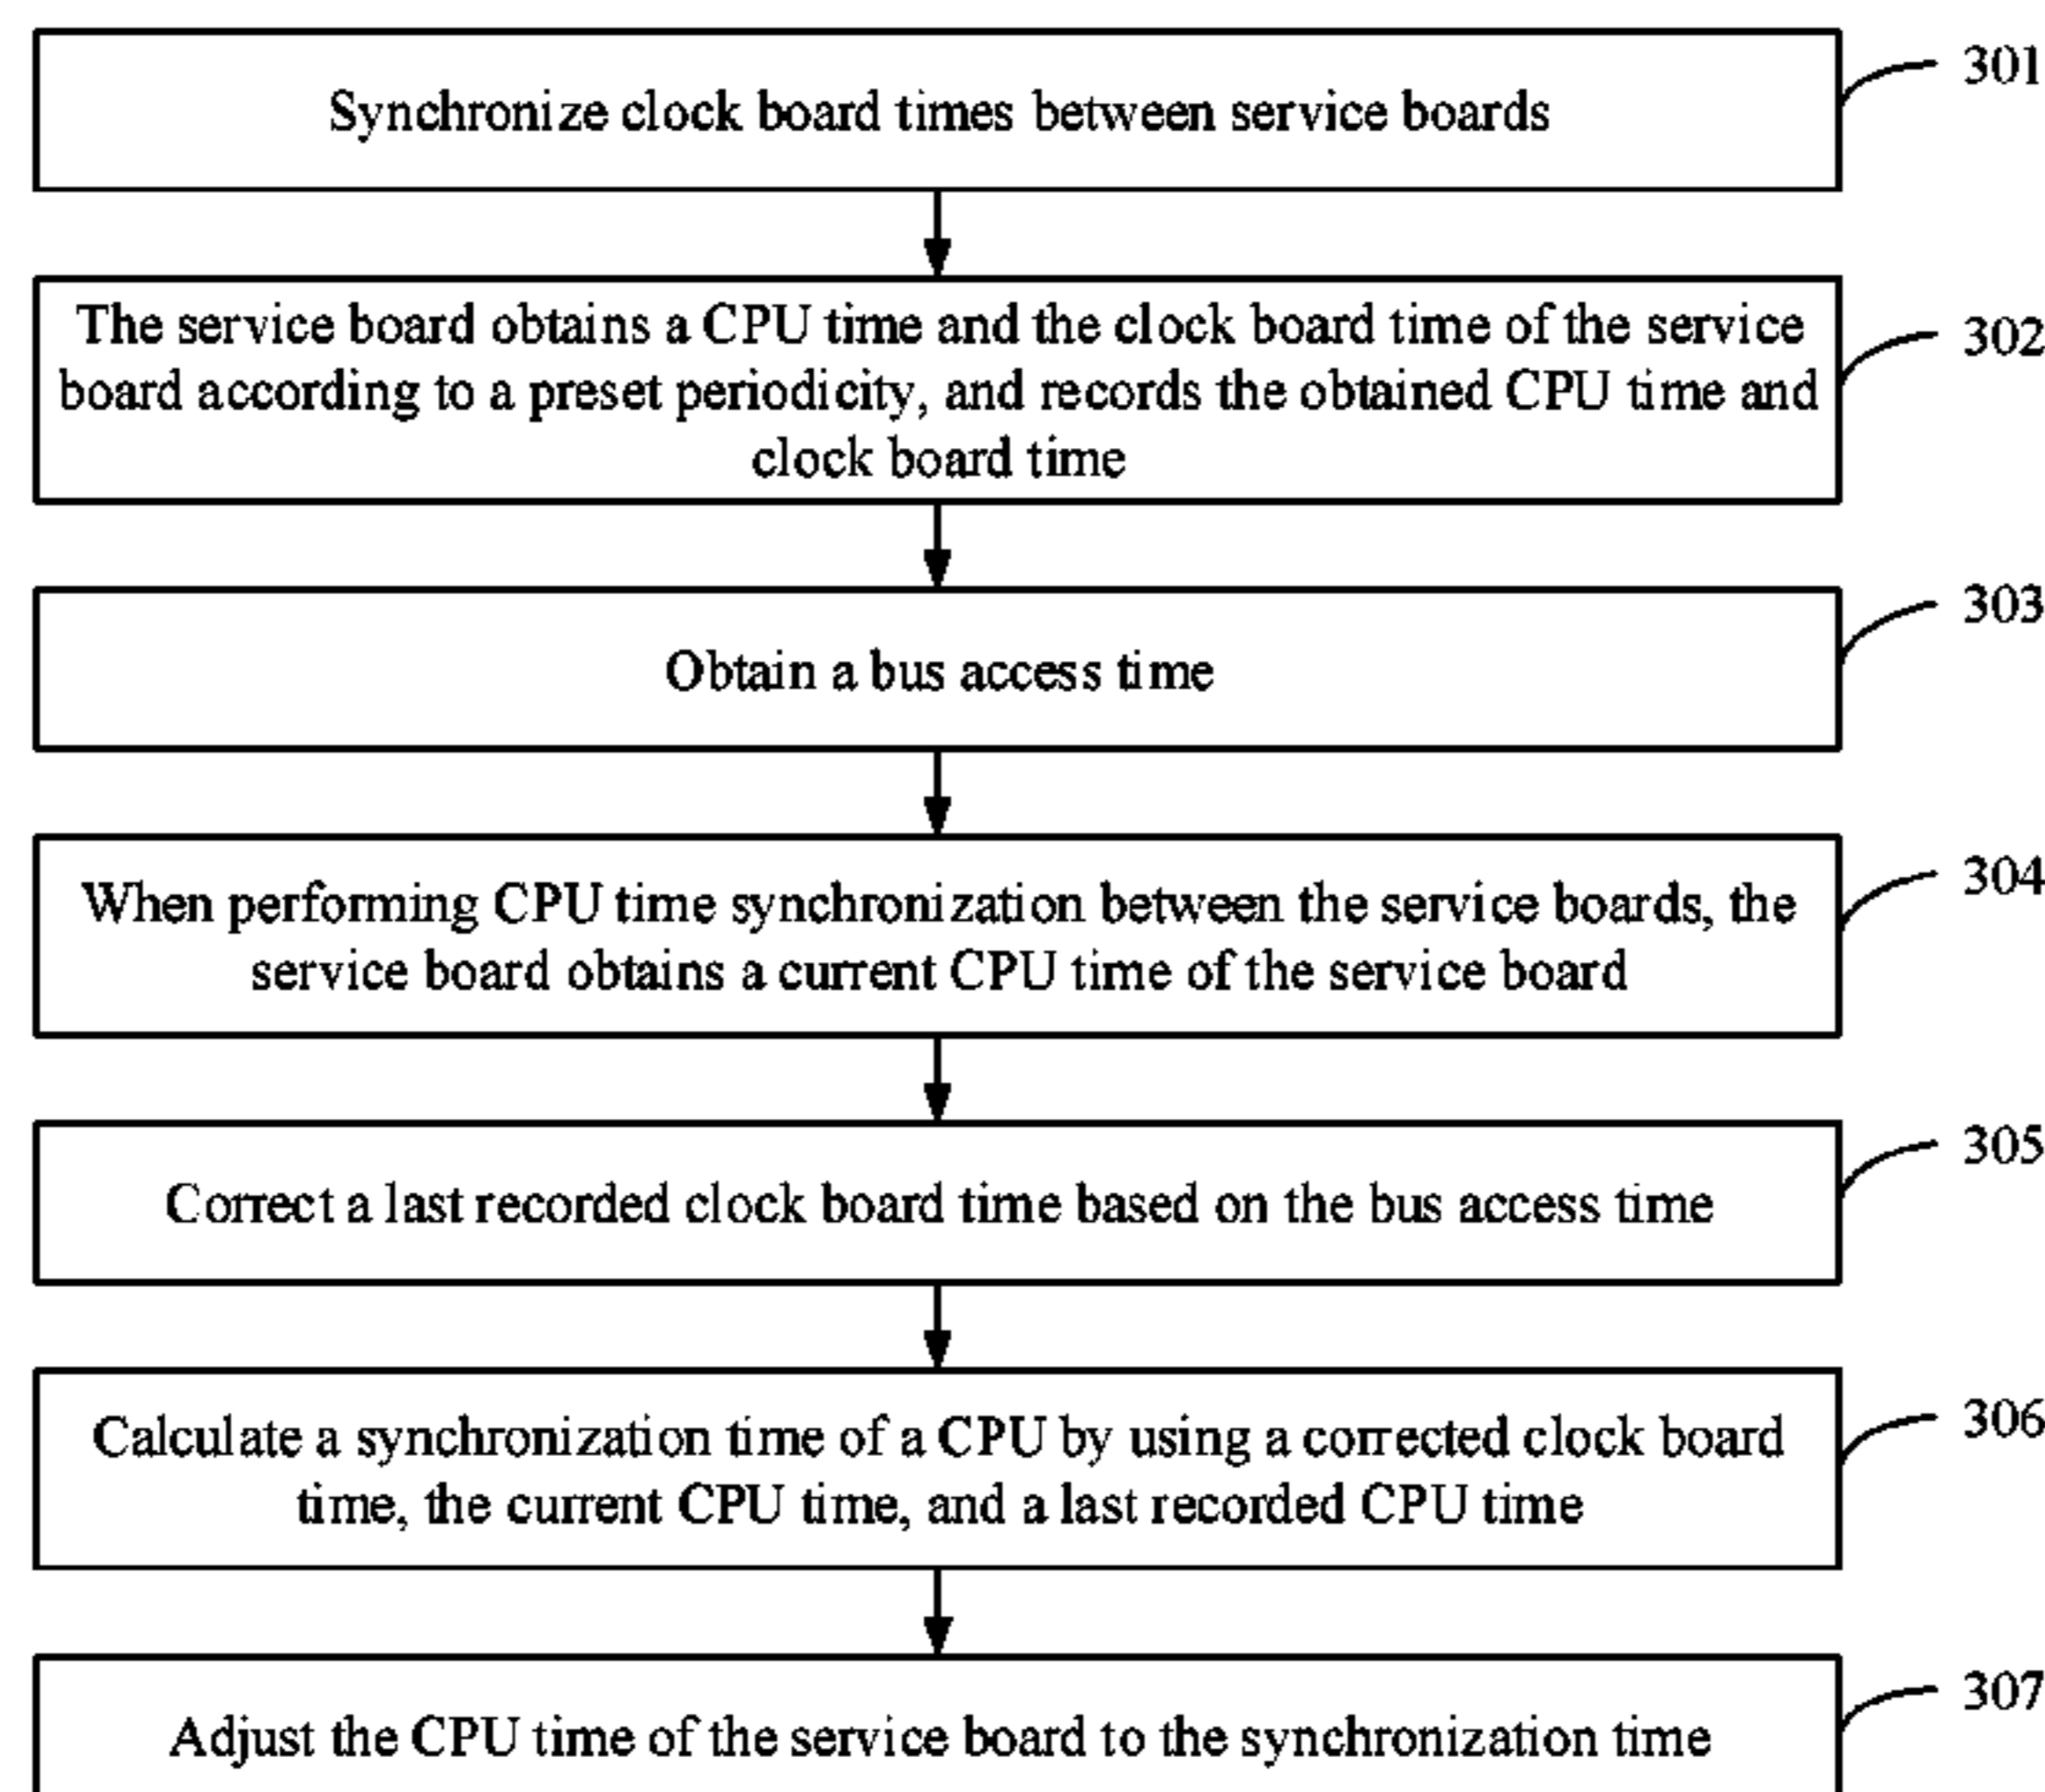 Synchronize clock board times between service boards
301
The service board obtains a CPU time and the clock board time of the service
board according to a preset periodicity, and records the obtained CPU time and
clock board time
302
Obtain a bus access time
303
When performing CPU time synchronization between the service boards, the
service board obtains a current CPU time of the service board
304
Correct a last recorded clock board time based on the bus access time
305
Calculate a synchronization time of a CPU by using a corrected clock board
time, the current CPU time, and a last recorded CPU time
306
Adjust the CPU time of the service board to the synchronization time
307